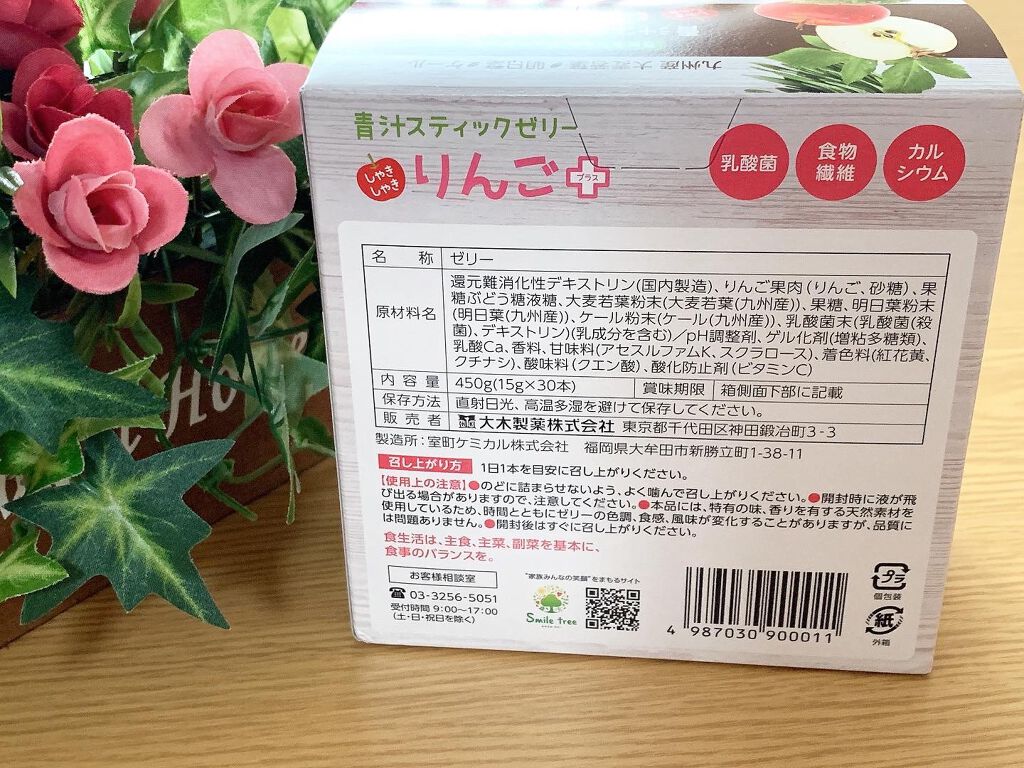 九州産 大麦若葉・明日葉・ケール
青汁スティックゼリー
しゃき
しゃき
りんご
プラス
乳酸菌
食物
繊維
カル
シウム
名 称 ゼリー
原材料名
還元難消化性デキストリン(国内製造)、りんご果肉(りんご、砂糖)、果
糖ぶどう糖液糖、大麦若葉粉末(大麦若葉(九州産))、果糖、明日葉粉末
(明日葉(九州産))、ケール粉末(ケール(九州産))、乳酸菌末(乳酸菌(殺
菌)、デキストリン)(乳成分を含む)/pH調整剤、ゲル化剤(増粘多糖類)、
乳酸Ca、香料、甘味料(アセスルファムK、スクラロース)、着色料(紅花黄、
クチナシ)、酸味料(クエン酸)、酸化防止剤(ビタミンC)
内 容 量 450g(15g×30本) 賞味期限 箱側面下部に記載
保存方法 直射日光、高温多湿を避けて保存してください。
販 売 者 大木製薬株式会社 東京都千代田区神田鍛冶町3-3
製造所:室町ケミカル株式会社 福岡県大牟田市新勝立町1-38-11
召し上がり方 1日1本を目安に召し上がりください。
【使用上の注意】●のどに詰まらせないよう、よく噛んで召し上がりください。●開封時に液が飛
び出る場合がありますので、注意してください。●本品には、特有の味、香りを有する天然素材を
使用しているため、時間とともにゼリーの色調、食感、風味が変化することがありますが、品質に
は問題ありません。●開封後はすぐに召し上がりください。
食生活は、主食、主菜、副菜を基本に、
食事のバランスを。
お客様相談室
03-3256-5051
受付時間 9:00〜17:00
(土・日・祝日を除く)
"家族みんなの笑顔"をまもるサイト
Smile tree
4 987030 900011
プラ
個包装
紙
外箱